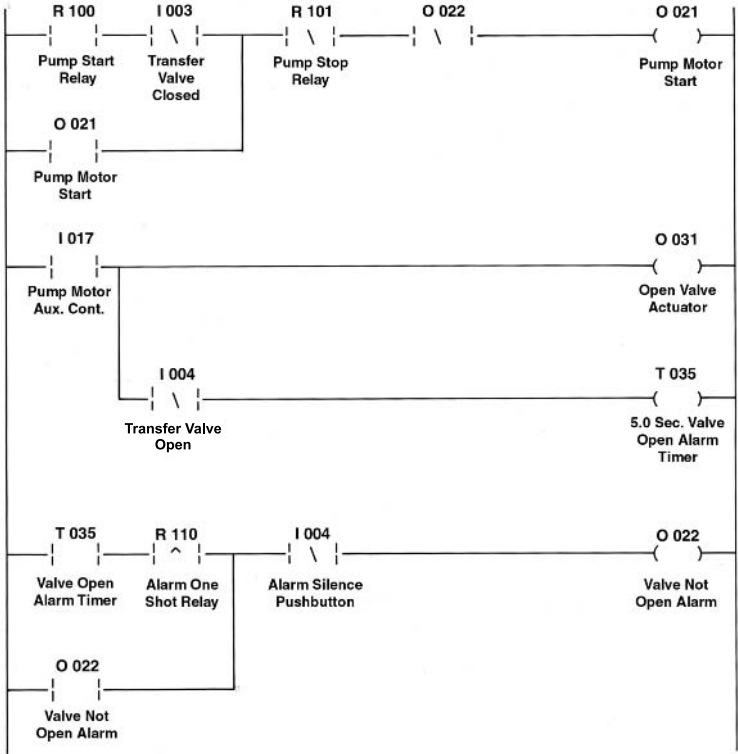 R 100 I 003 R 101 O 022 O 021
Pump Start Relay
Transfer Valve Closed
Pump Stop Relay
Pump Motor Start
O 021
Pump Motor Start
I 017 O 031
Pump Motor Aux. Cont.
Open Valve Actuator
I 004 T 035
Transfer Valve Open
5.0 Sec. Valve Open Alarm Timer
T 035 R 110 I 004 O 022
Valve Open Alarm Timer
Alarm One Shot Relay
Alarm Silence Pushbutton
Valve Not Open Alarm
O 022
Valve Not Open Alarm